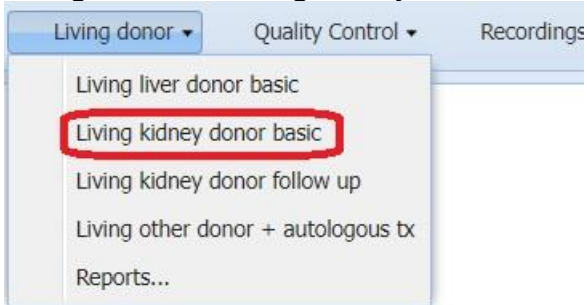 Living donor Quality Control Recordings
Living liver donor basic
Living kidney donor basic
Living kidney donor follow up
Living other donor + autologous tx
Reports...